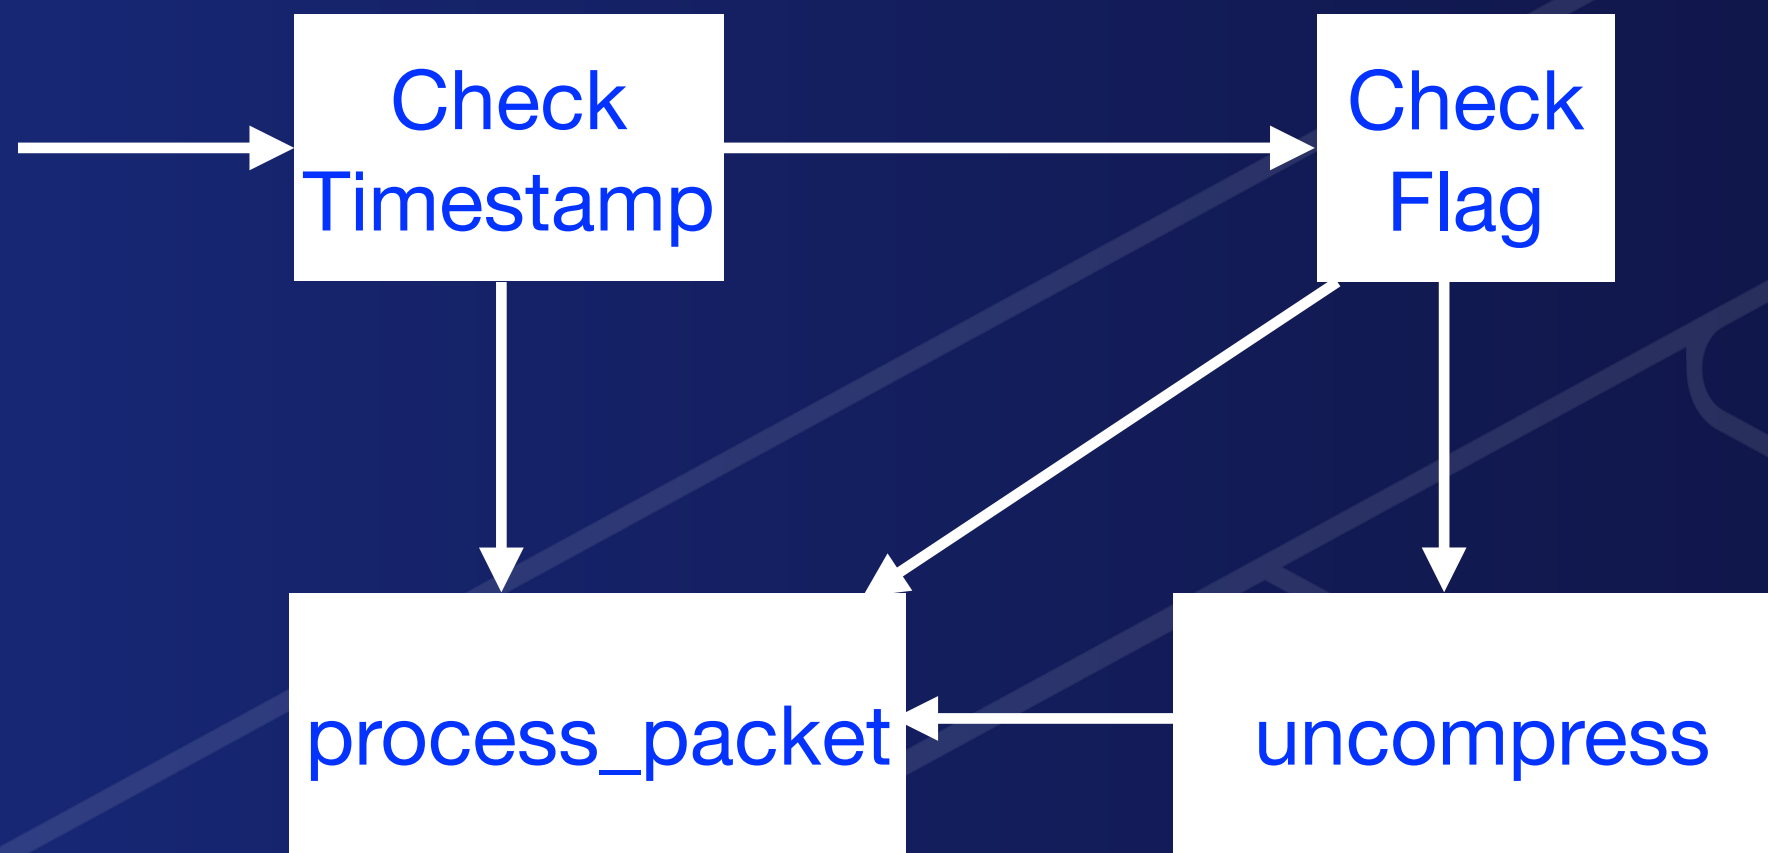 Check
Timestamp
Check
Flag
process_packet
uncompress